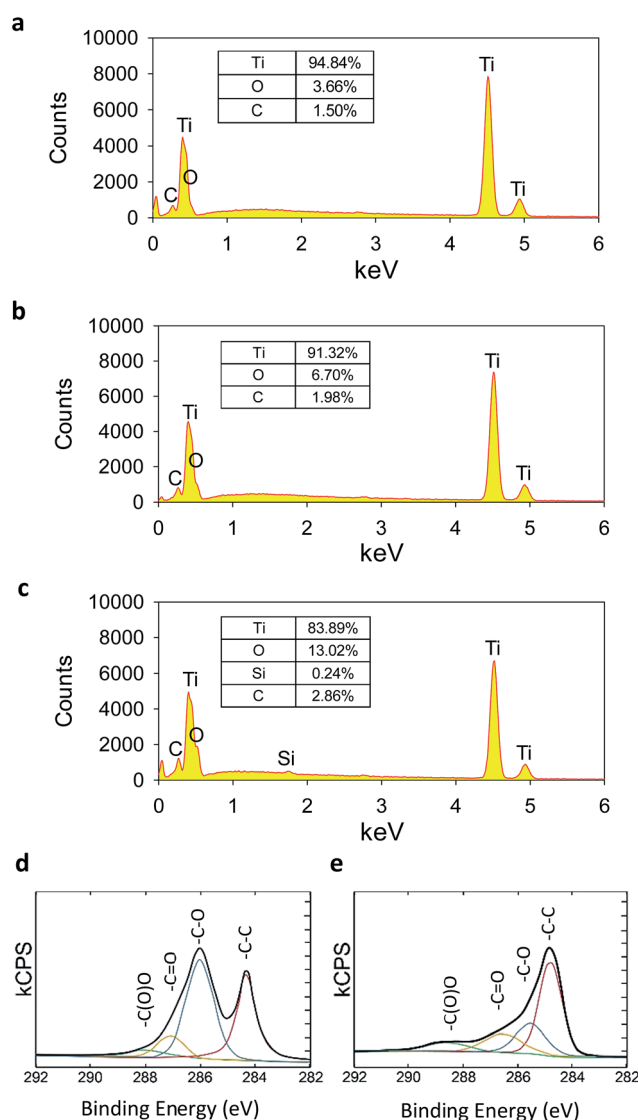 a
10000
8000
6000
4000
2000
0
Counts
Ti 94.84%
O 3.66%
C 1.50%
Ti
C
O
Ti
Ti
0 1 2 3 4 5 6
keV
b
10000
8000
6000
4000
2000
0
Counts
Ti 91.32%
O 6.70%
C 1.98%
Ti
C
O
Ti
Ti
0 1 2 3 4 5 6
keV
c
10000
8000
6000
4000
2000
0
Counts
Ti 83.89%
O 13.02%
Si 0.24%
C 2.86%
Ti
C
O
Si
Ti
Ti
0 1 2 3 4 5 6
keV
d
kCPS
-C(O)O
-C=O
-C-O
-C-C
292 290 288 286 284 282
Binding Energy (eV)
e
kCPS
-C(O)O
-C=O
-C-O
-C-C
292 290 288 286 284 282
Binding Energy (eV)